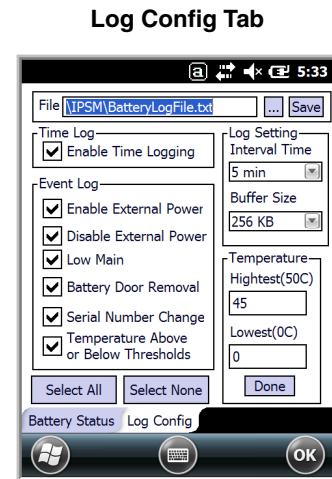 Log Config Tab
a 5:33
File \IPSM\BatteryLogFile.txt ... Save
Time Log
Enable Time Logging
Event Log
Enable External Power
Disable External Power
Low Main
Battery Door Removal
Serial Number Change
Temperature Above
or Below Thresholds
Select All Select None
Log Setting
Interval Time
5 min
Buffer Size
256 KB
Temperature
Hightest(50C)
45
Lowest(0C)
0
Done
Battery Status Log Config
OK